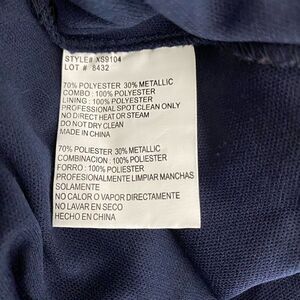 STYLE# XS9104
LOT # 8432
70% POLYESTER 30% METALLIC
COMBO : 100% POLYESTER
LINING : 100% POLYESTER
PROFESSIONAL SPOT CLEAN ONLY
NO DIRECT HEAT OR STEAM
DO NOT DRY CLEAN
MADE IN CHINA
70% POLIESTER 30% METALLIC
COMBINACION : 100% POLIESTER
FORRO : 100% POLIESTER
PROFESIONALMENTE LIMPIAR MANCHAS
SOLAMENTE
NO CALOR O VAPOR DIRECTAMENTE
NO LAVAR EN SECO
HECHO EN CHINA